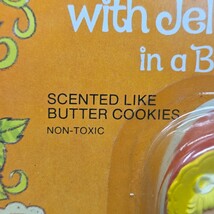 with Jel
in a B
SCENTED LIKE
BUTTER COOKIES
NON-TOXIC